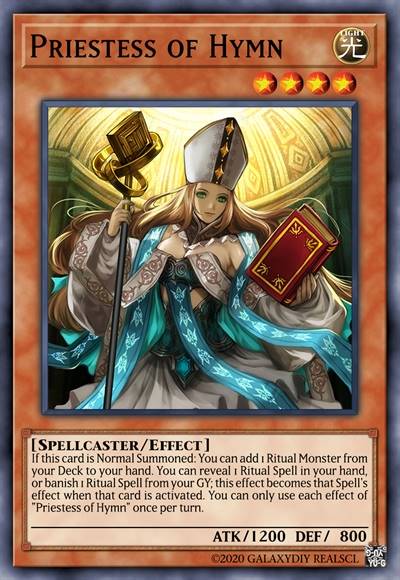 Priestess of Hymn
LIGHT
光
[Spellcaster/Effect]
If this card is Normal Summoned: You can add 1 Ritual Monster from
your Deck to your hand. You can reveal 1 Ritual Spell in your hand,
or banish 1 Ritual Spell from your GY; this effect becomes that Spell's
effect when that card is activated. You can only use each effect of
"Priestess of Hymn" once per turn.
ATK/1200 DEF/ 800
©2020 GALAXYDIY REALSCL